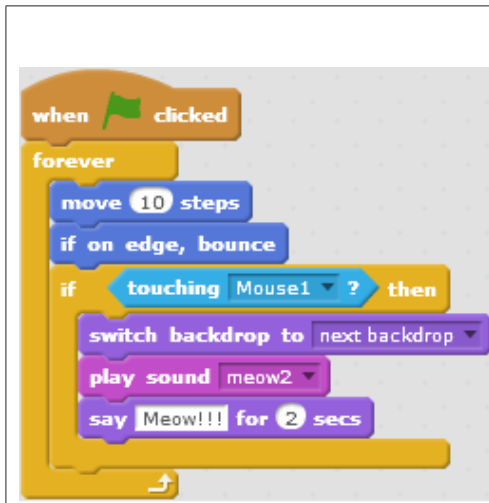 when clicked
forever
move 10 steps
if on edge, bounce
if touching Mouse1 ? then
switch backdrop to next backdrop
play sound meow2
say Meow!!! for 2 secs